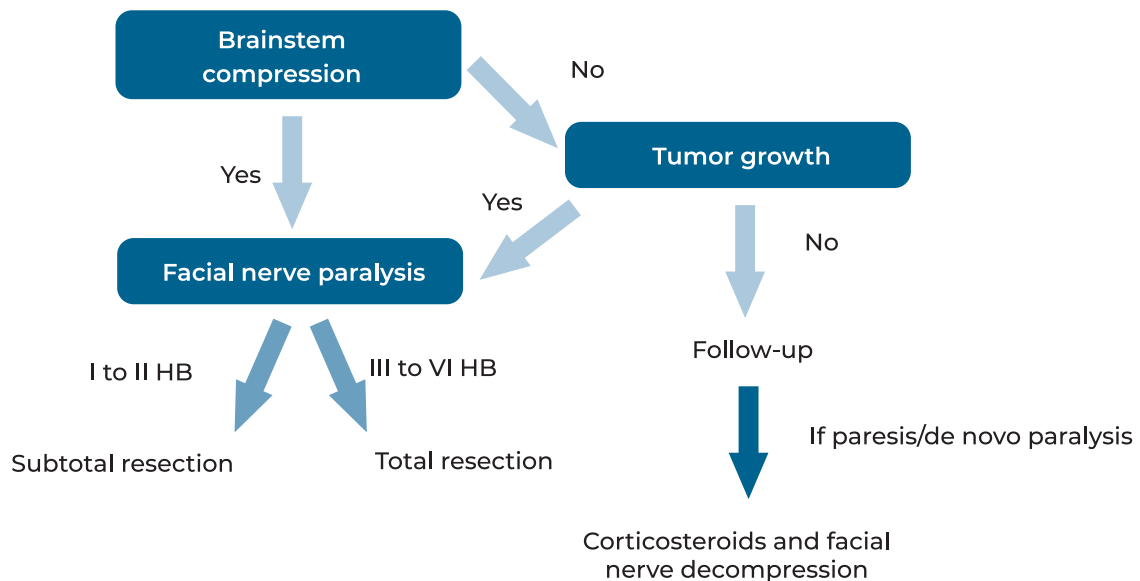 Brainstem
compression
No
Tumor growth
Yes
Yes
No
Facial nerve paralysis
I to II HB
III to VI HB
Follow-up
If paresis/de novo paralysis
Subtotal resection
Total resection
Corticosteroids and facial
nerve decompression